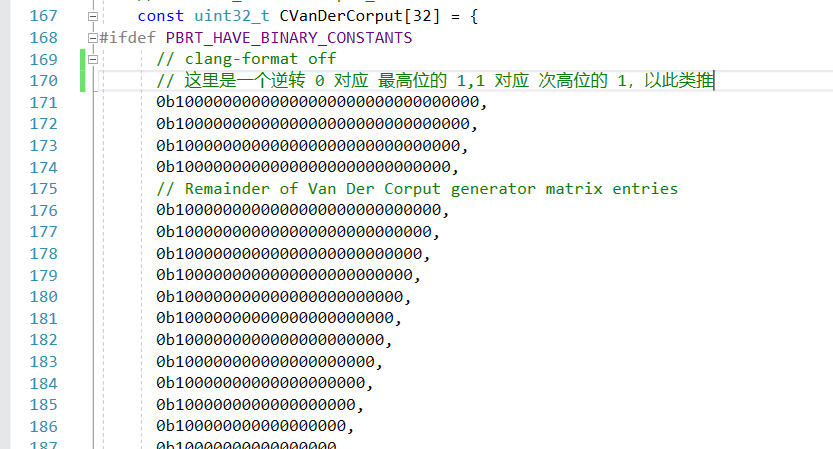 167 const uint32_t CVanDerCorput[32] = {
168 #ifdef PBRT_HAVE_BINARY_CONSTANTS
169 // clang-format off
170 // 这里是一个逆转 0 对应 最高位的 1,1 对应 次高位的 1，以此类推
171 0b10000000000000000000000000000000,
172 0b1000000000000000000000000000000,
173 0b100000000000000000000000000000,
174 0b10000000000000000000000000000,
175 // Remainder of Van Der Corput generator matrix entries
176 0b1000000000000000000000000000,
177 0b100000000000000000000000000,
178 0b10000000000000000000000000,
179 0b1000000000000000000000000,
180 0b100000000000000000000000,
181 0b10000000000000000000000,
182 0b1000000000000000000000,
183 0b100000000000000000000,
184 0b10000000000000000000,
185 0b1000000000000000000,
186 0b100000000000000000,
187 0b10000000000000000